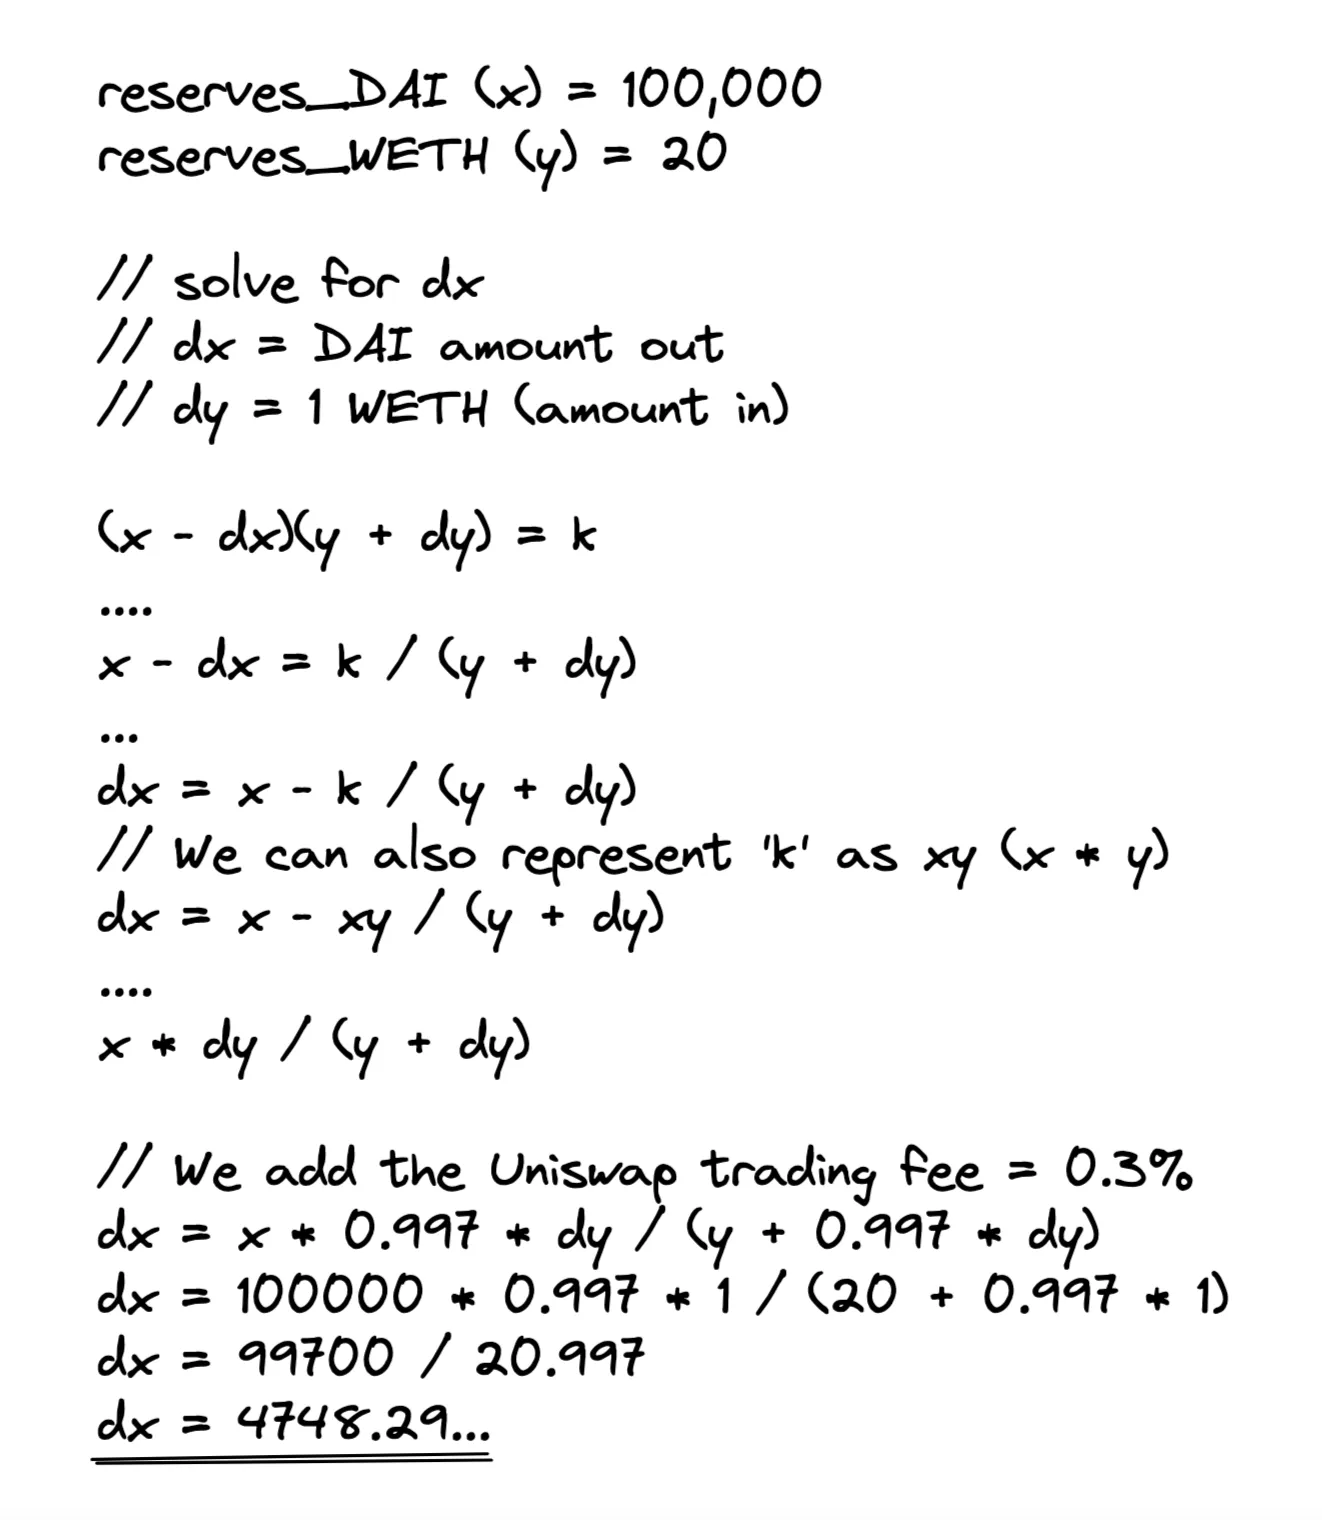 reserves_DAI (x) = 100,000
reserves_WETH (y) = 20
// solve for dx
// dx = DAI amount out
// dy = 1 WETH (amount in)
(x - dx)(y + dy) = k
....
x - dx = k / (y + dy)
...
dx = x - k / (y + dy)
// We can also represent 'k' as xy (x * y)
dx = x - xy / (y + dy)
....
x * dy / (y + dy)
// We add the Uniswap trading fee = 0.3%
dx = x * 0.997 * dy / (y + 0.997 * dy)
dx = 100000 * 0.997 * 1 / (20 + 0.997 * 1)
dx = 99700 / 20.997
dx = 4748.29...